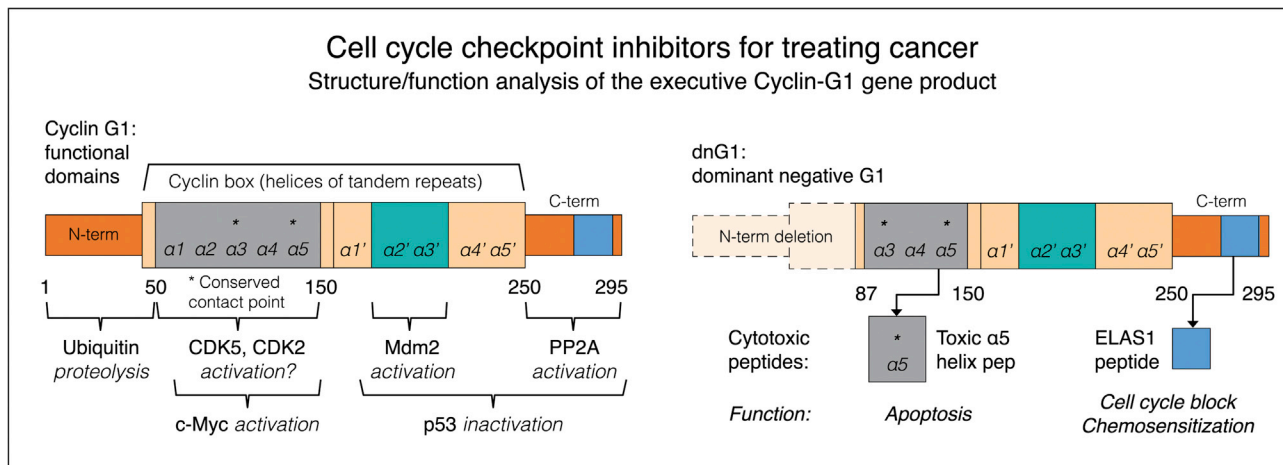 Cell cycle checkpoint inhibitors for treating cancer
Structure/function analysis of the executive Cyclin-G1 gene product
Cyclin G1:
functional
domains
Cyclin box (helices of tandem repeats)
C-term
N-term
* *
α1 α2 α3 α4 α5
α1'
α2' α3'
α4' α5'
* Conserved
contact point
1
50
150
250
295
Ubiquitin
proteolysis
CDK5, CDK2
activation?
Mdm2
activation
PP2A
activation
c-Myc activation
p53 inactivation
dnG1:
dominant negative G1
C-term
N-term deletion
* *
α3 α4 α5
α1'
α2' α3'
α4' α5'
87
150
250
295
Cytotoxic
peptides:
*
α5
Toxic α5
helix pep
ELAS1
peptide
Function:
Apoptosis
Cell cycle block
Chemosensitization